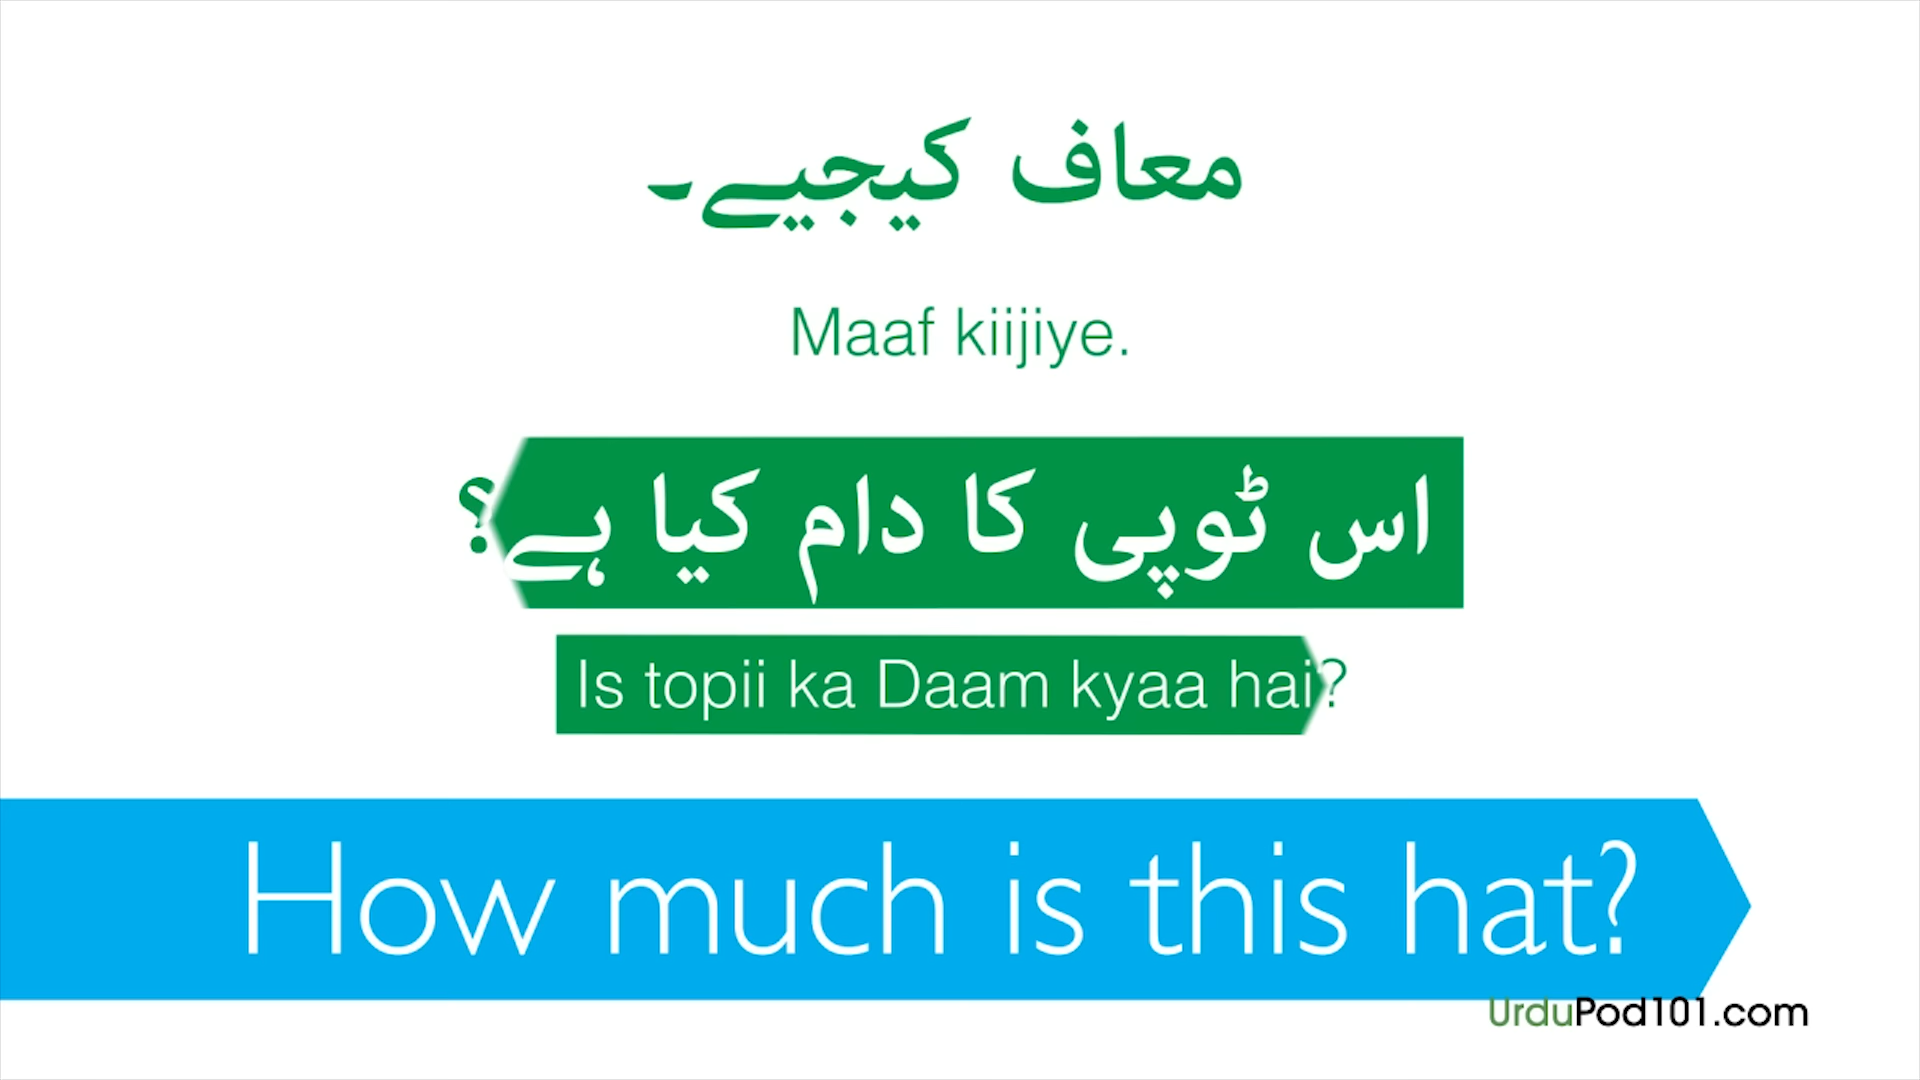 معاف کیجیے۔
Maaf kiijiye.
اس ٹوپی کا دام کیا ہے؟
Is topii ka Daam kyaa hai?
How much is this hat?
UrduPod101.com